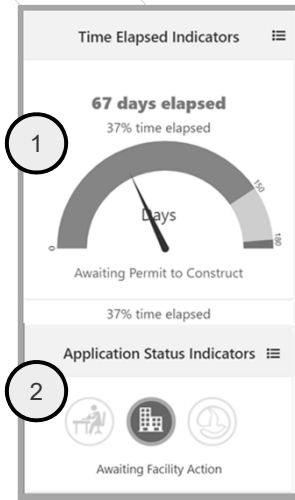 Time Elapsed Indicators
67 days elapsed
37% time elapsed
1
150
Days
0
180
Awaiting Permit to Construct
37% time elapsed
Application Status Indicators
2
Awaiting Facility Action